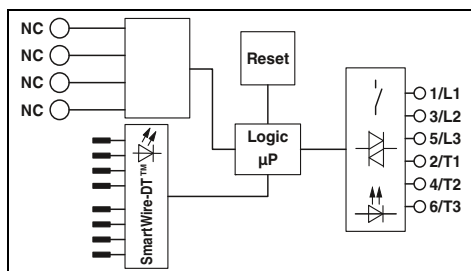 NC
NC
NC
NC
Reset
Logic
µP
SmartWire-DT™
1/L1
3/L2
5/L3
2/T1
4/T2
6/T3